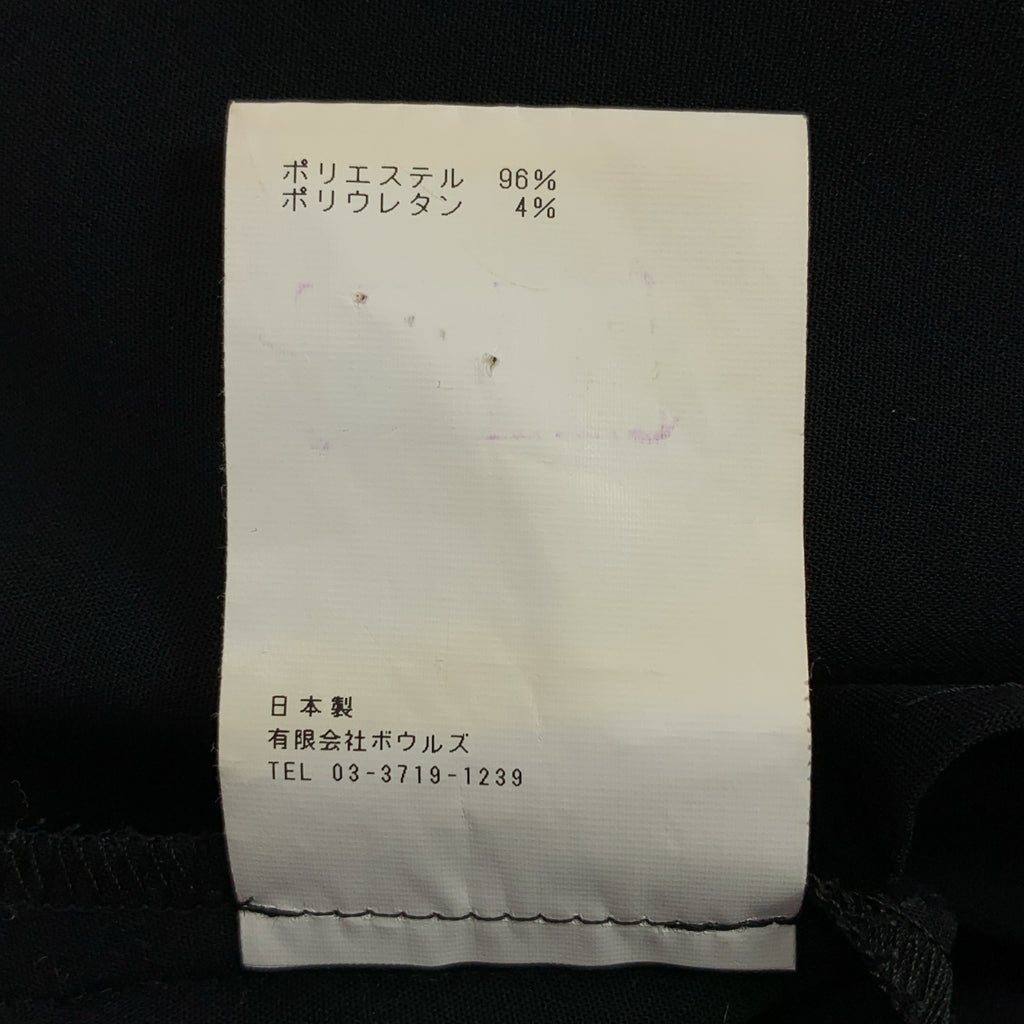 ポリエステル 96%
ポリウレタン 4%
日本製
有限会社ボウルズ
TEL 03-3719-1239